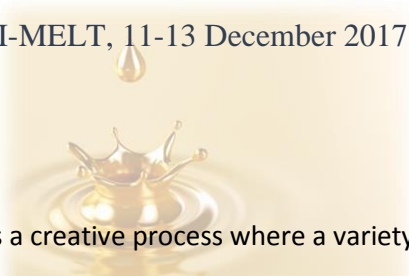 I-MELT, 11-13 December 2017
s a creative process where a variety